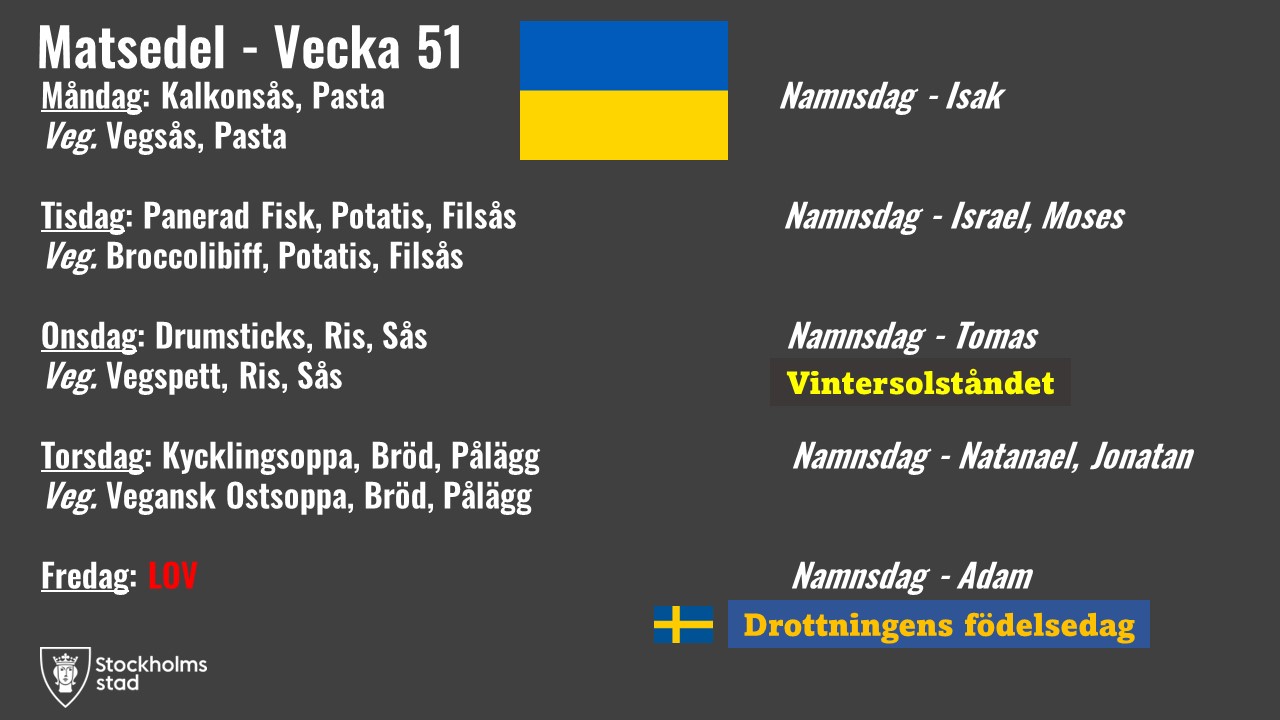 Matsedel - Vecka 51
Måndag: Kalkonsås, Pasta
Namnsdag - Isak
Veg. Vegsås, Pasta
Tisdag: Panerad Fisk, Potatis, Filsås
Namnsdag - Israel, Moses
Veg. Broccolibiff, Potatis, Filsås
Onsdag: Drumsticks, Ris, Sås
Namnsdag - Tomas
Veg. Vegspett, Ris, Sås
Vintersolståndet
Torsdag: Kycklingsoppa, Bröd, Pålägg
Namnsdag - Natanael, Jonatan
Veg. Vegansk Ostsoppa, Bröd, Pålägg
Fredag: LOV
Namnsdag - Adam
Drottningens födelsedag
Stockholms
stad